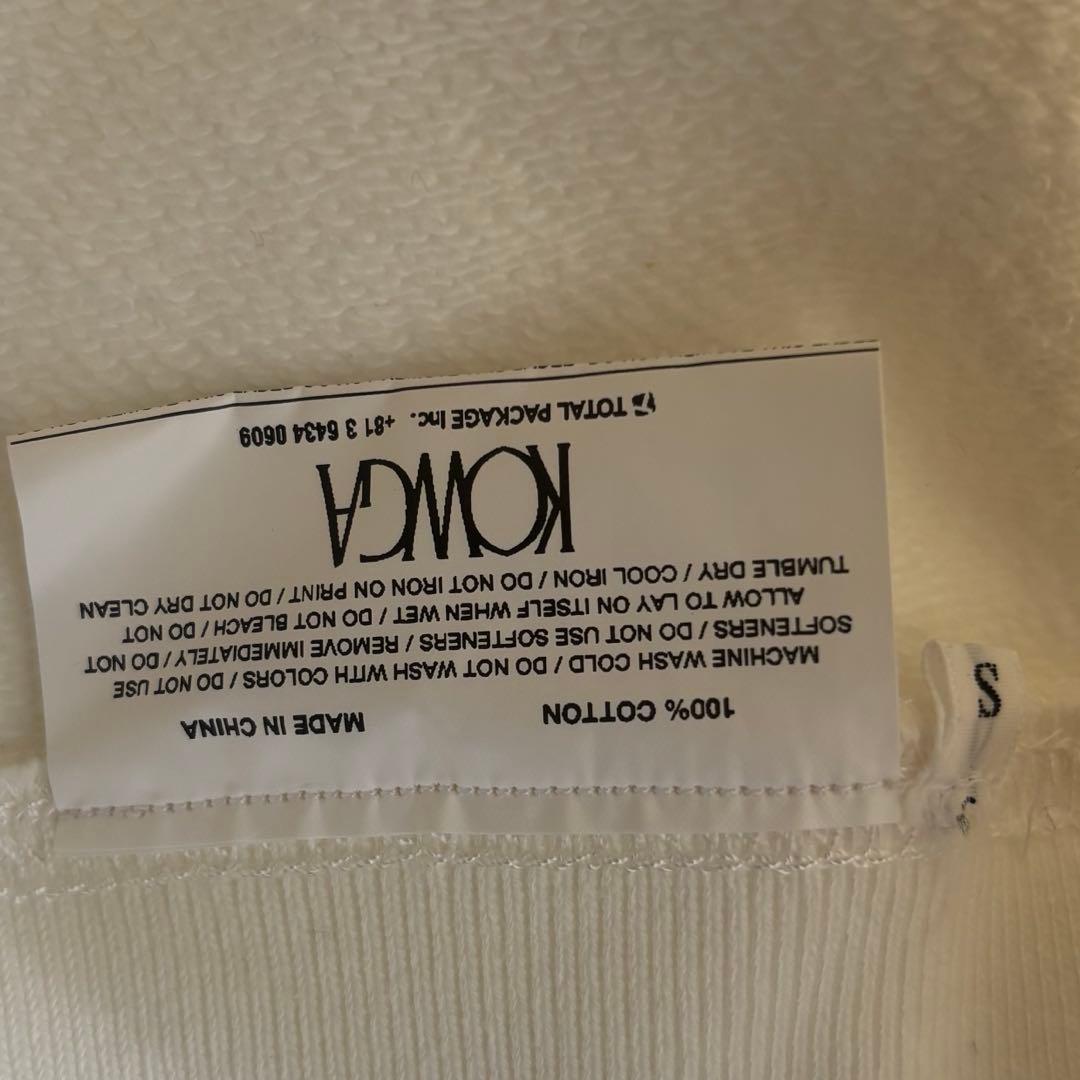 100% COTTON MADE IN CHINA
MACHINE WASH COLD / DO NOT WASH WITH COLORS / DO NOT USE
SOFTENERS / DO NOT USE SOFTENERS / REMOVE IMMEDIATELY / DO NOT
ALLOW TO LAY ON ITSELF WHEN WET / DO NOT BLEACH / DO NOT
TUMBLE DRY / COOL IRON / DO NOT IRON ON PRINT / DO NOT DRY CLEAN
KOWGA
TOTAL PACKAGE Inc. +81 3 6434 0609
S